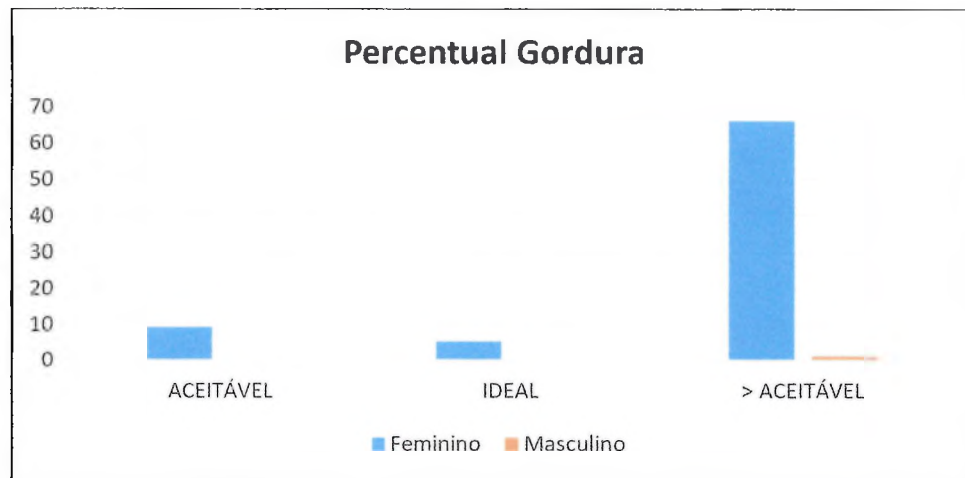 Percentual Gordura
70
60
50
40
30
20
10
0
ACEITÁVEL IDEAL > ACEITÁVEL
Feminino Masculino